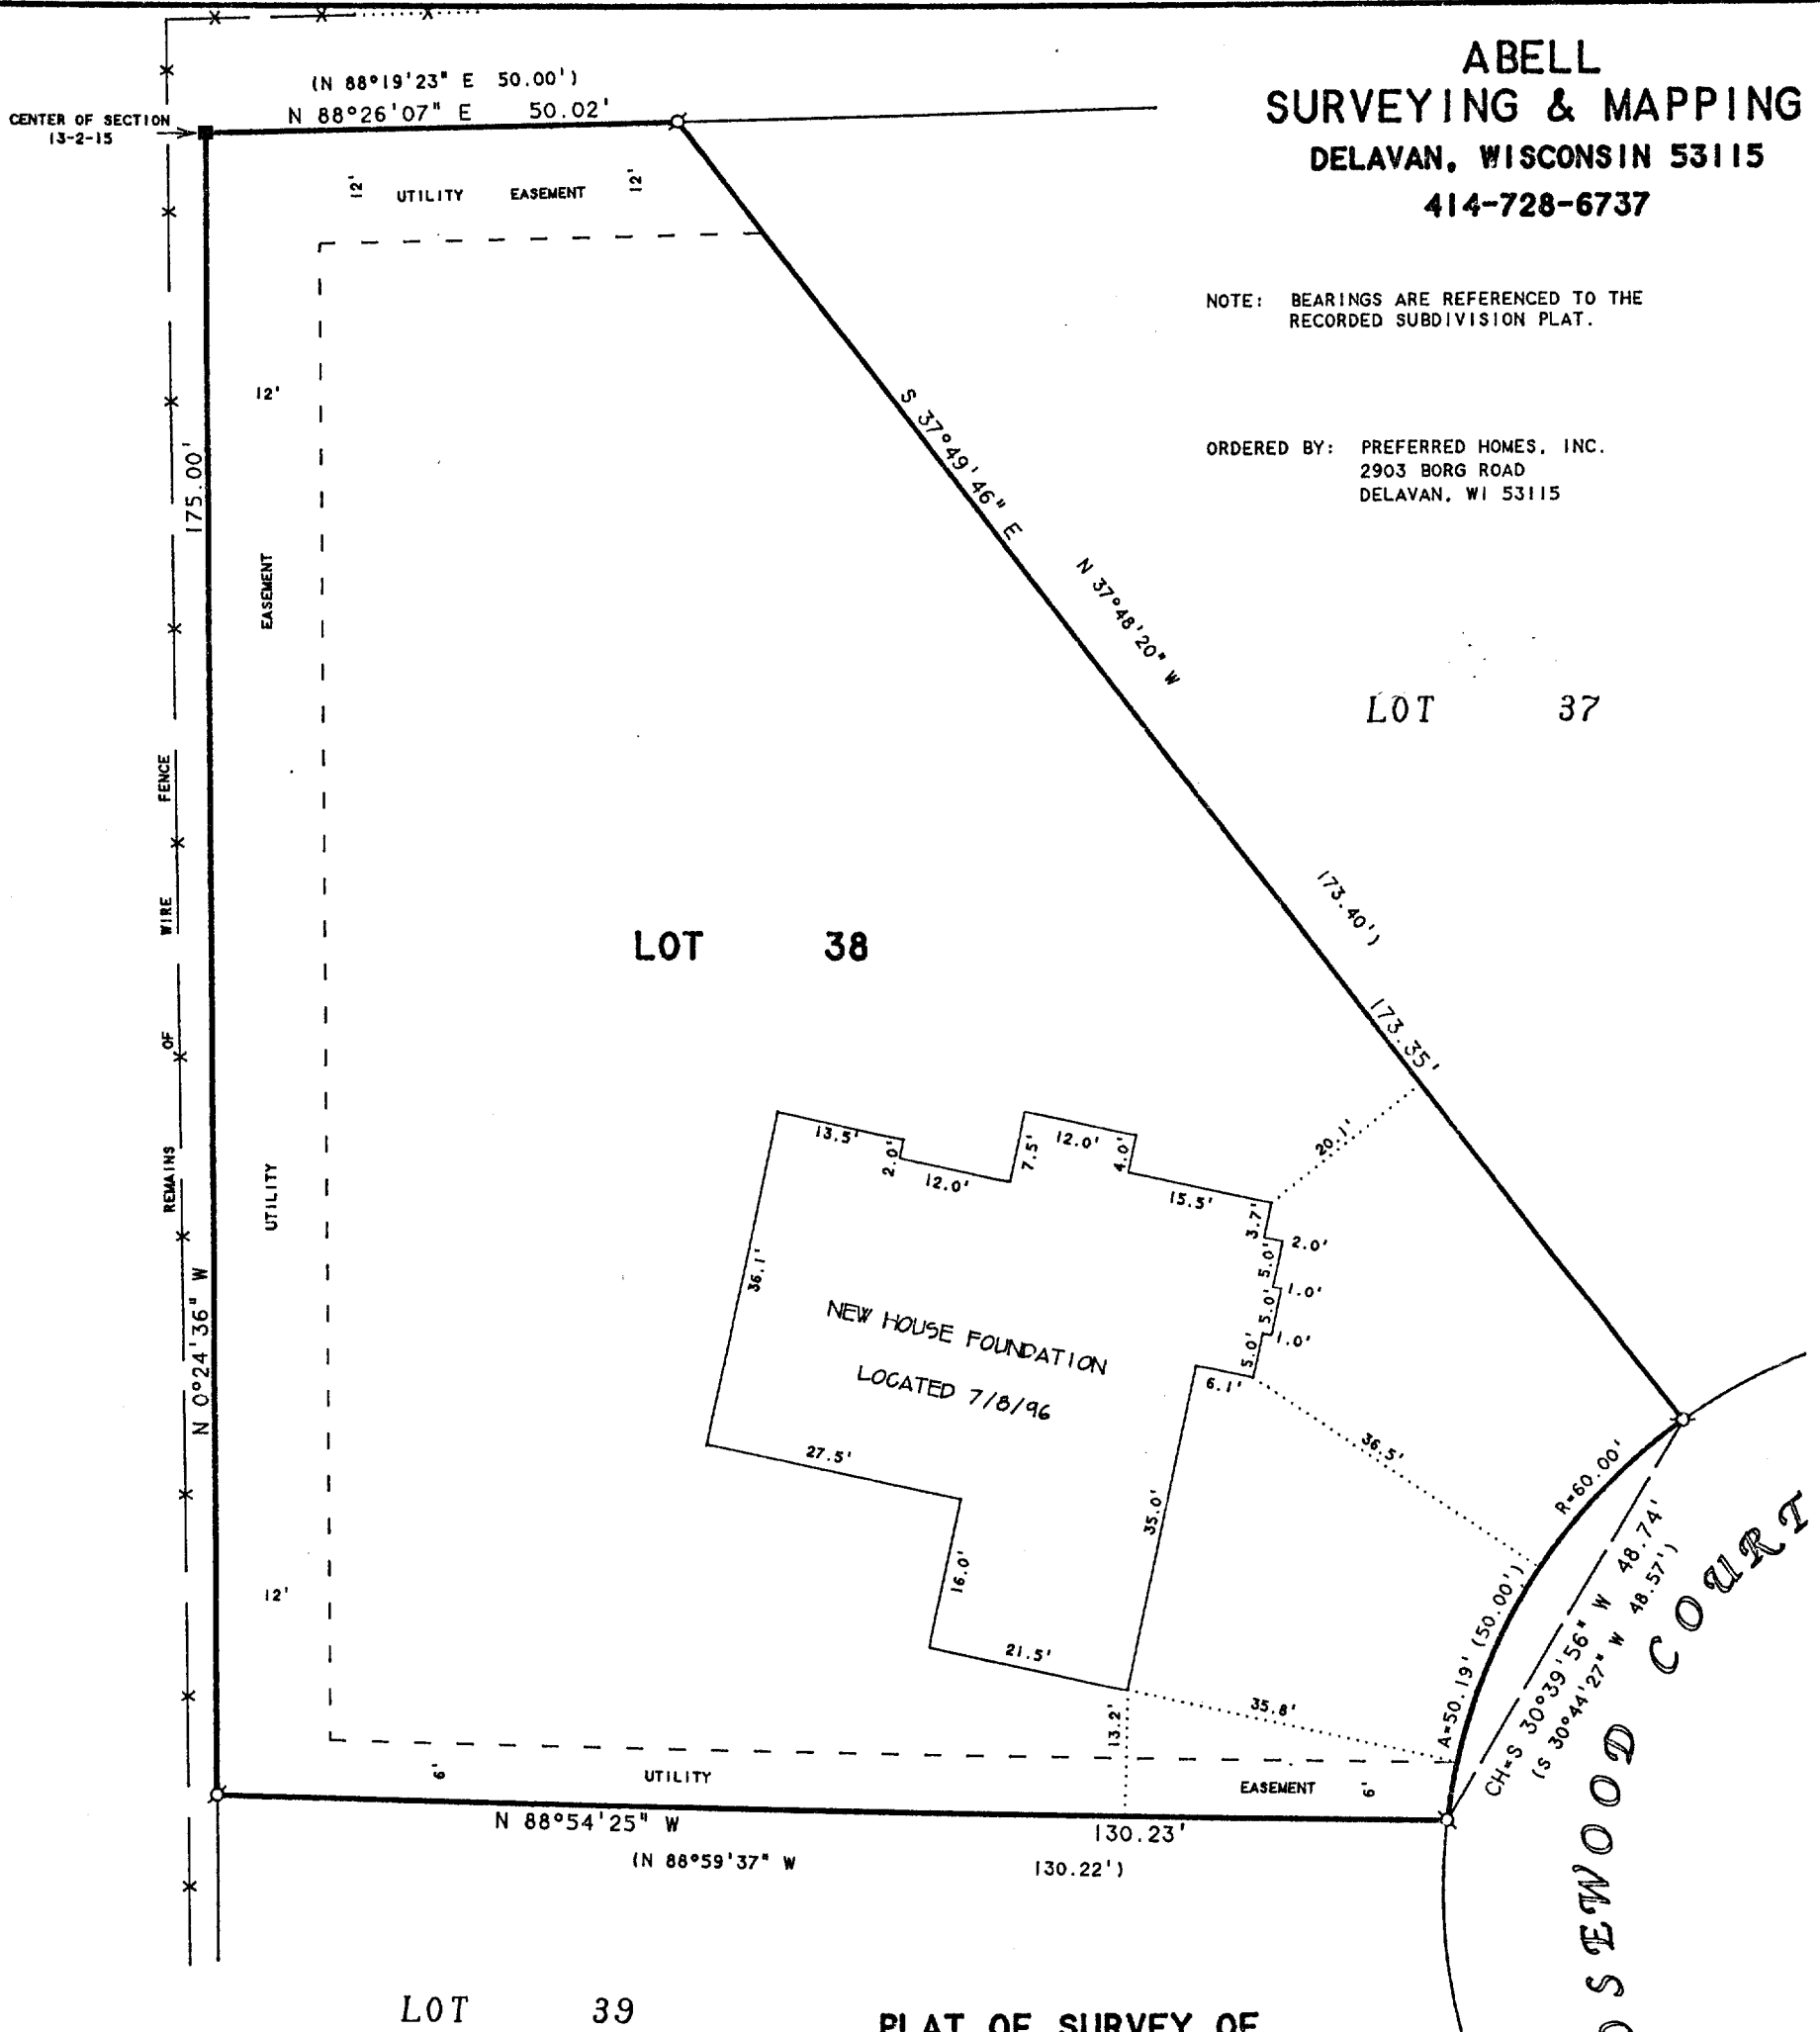 ABELL
SURVEYING & MAPPING
DELAVAN, WISCONSIN 53115
414-728-6737
(N 88°19'23" E 50.00')
N 88°26'07" E 50.02'
CENTER OF SECTION
13-2-15
12' UTILITY EASEMENT 12'
NOTE: BEARINGS ARE REFERENCED TO THE
RECORDED SUBDIVISION PLAT.
ORDERED BY: PREFERRED HOMES, INC.
2903 BORG ROAD
DELAVAN, WI 53115
175.00'
N 0°24'36" W
12'
EASEMENT
UTILITY
12'
REMAINS OF WIRE FENCE
S 37°49'46" E
173.35'
N 37°48'20" W
173.40')
LOT 37
LOT 38
13.5'
2.0'
12.0'
7.5'
12.0'
4.0'
15.5'
20.1'
3.7'
2.0'
5.0'
1.0'
5.0'
1.0'
5.0'
6.1'
36.1'
NEW HOUSE FOUNDATION
LOCATED 7/8/96
27.5'
16.0'
21.5'
35.0'
36.5'
35.8'
13.2'
R=60.00'
A=50.19' (50.00')
CH=S 30°39'56" W 48.74'
(S 30°44'27" W 48.57')
OSEWOOD COURT
6' UTILITY EASEMENT 6'
N 88°54'25" W 130.23'
(N 88°59'37" W 130.22')
LOT 39
PLAT OF SURVEY OF